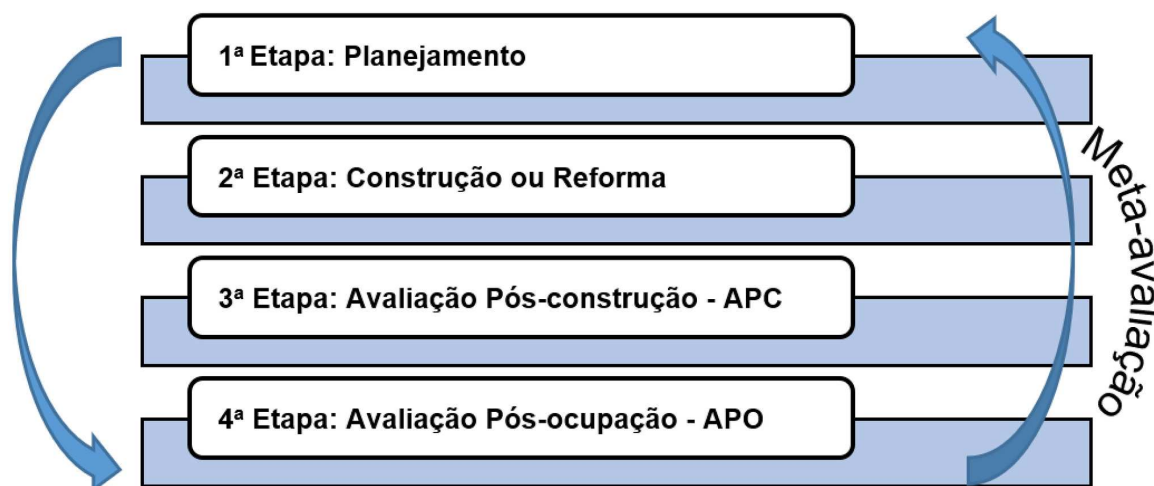 1ª Etapa: Planejamento
2ª Etapa: Construção ou Reforma
3ª Etapa: Avaliação Pós-construção - APC
4ª Etapa: Avaliação Pós-ocupação - APO
Meta-avaliação